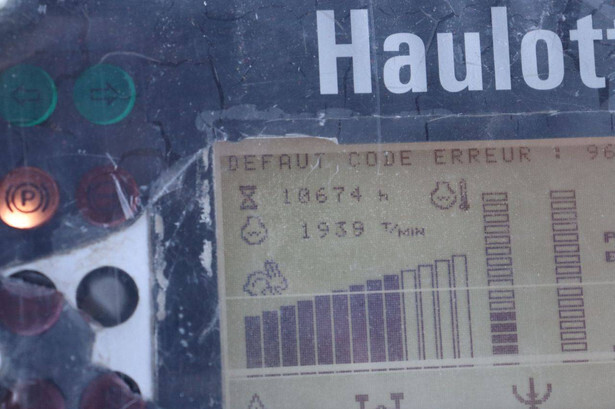 Haulott
DEFAUT CODE ERREUR : 96
10674 h
1939 T/MIN
P